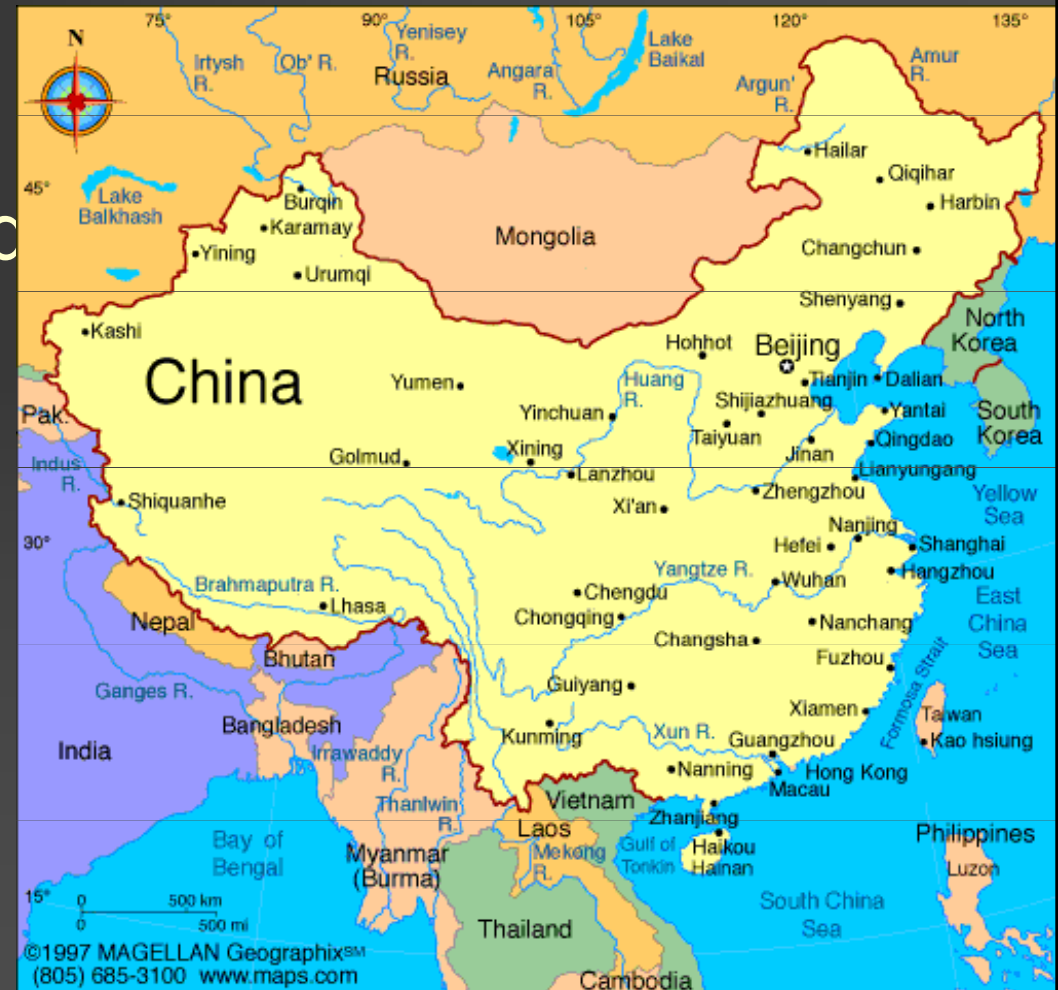 75°
90°
105°
120°
135°
N
Irtysh
R.
Ob' R.
Yenisey
R.
Russia
Angara
R.
Lake
Baikal
Argun'
R.
Amur
R.
Hailar
Qiqihar
Harbin
45°
Lake
Balkhash
Burqin
Karamay
Yining
Urumqi
Mongolia
Changchun
Shenyang
Kashi
China
North
Korea
Hohhot
Beijing
Yumen
Huang
R.
Tianjin
Dalian
Shijiazhuang
Yinchuan
Yantai
Pak.
Taiyuan
South
Korea
Qingdao
Xining
Jinan
Golmud
Indus
R.
Lanzhou
Lianyungang
Zhengzhou
Shiquanhe
Xi'an
Yellow
Sea
Nanjing
30°
Hefei
Shanghai
Yangtze R.
Hangzhou
Brahmaputra R.
Wuhan
Chengdu
Lhasa
East
China
Sea
Chongqing
Nepal
Nanchang
Changsha
Bhutan
Fuzhou
Guiyang
Ganges R.
Formosa Strait
Xiamen
Taiwan
Bangladesh
Kunming
Xun R.
Guangzhou
Kao hsiung
India
Irrawaddy
R.
Nanning
Hong Kong
Macau
Thanlwin
R.
Vietnam
Zhanjiang
Laos
Philippines
Bay of
Bengal
Myanmar
(Burma)
Mekong
R.
Gulf of
Tonkin
Haikou
Hainan
Luzon
15°
0 500 km
0 500 mi
South China
Sea
Thailand
©1997 MAGELLAN Geographix℠
(805) 685-3100 www.maps.com
Cambodia